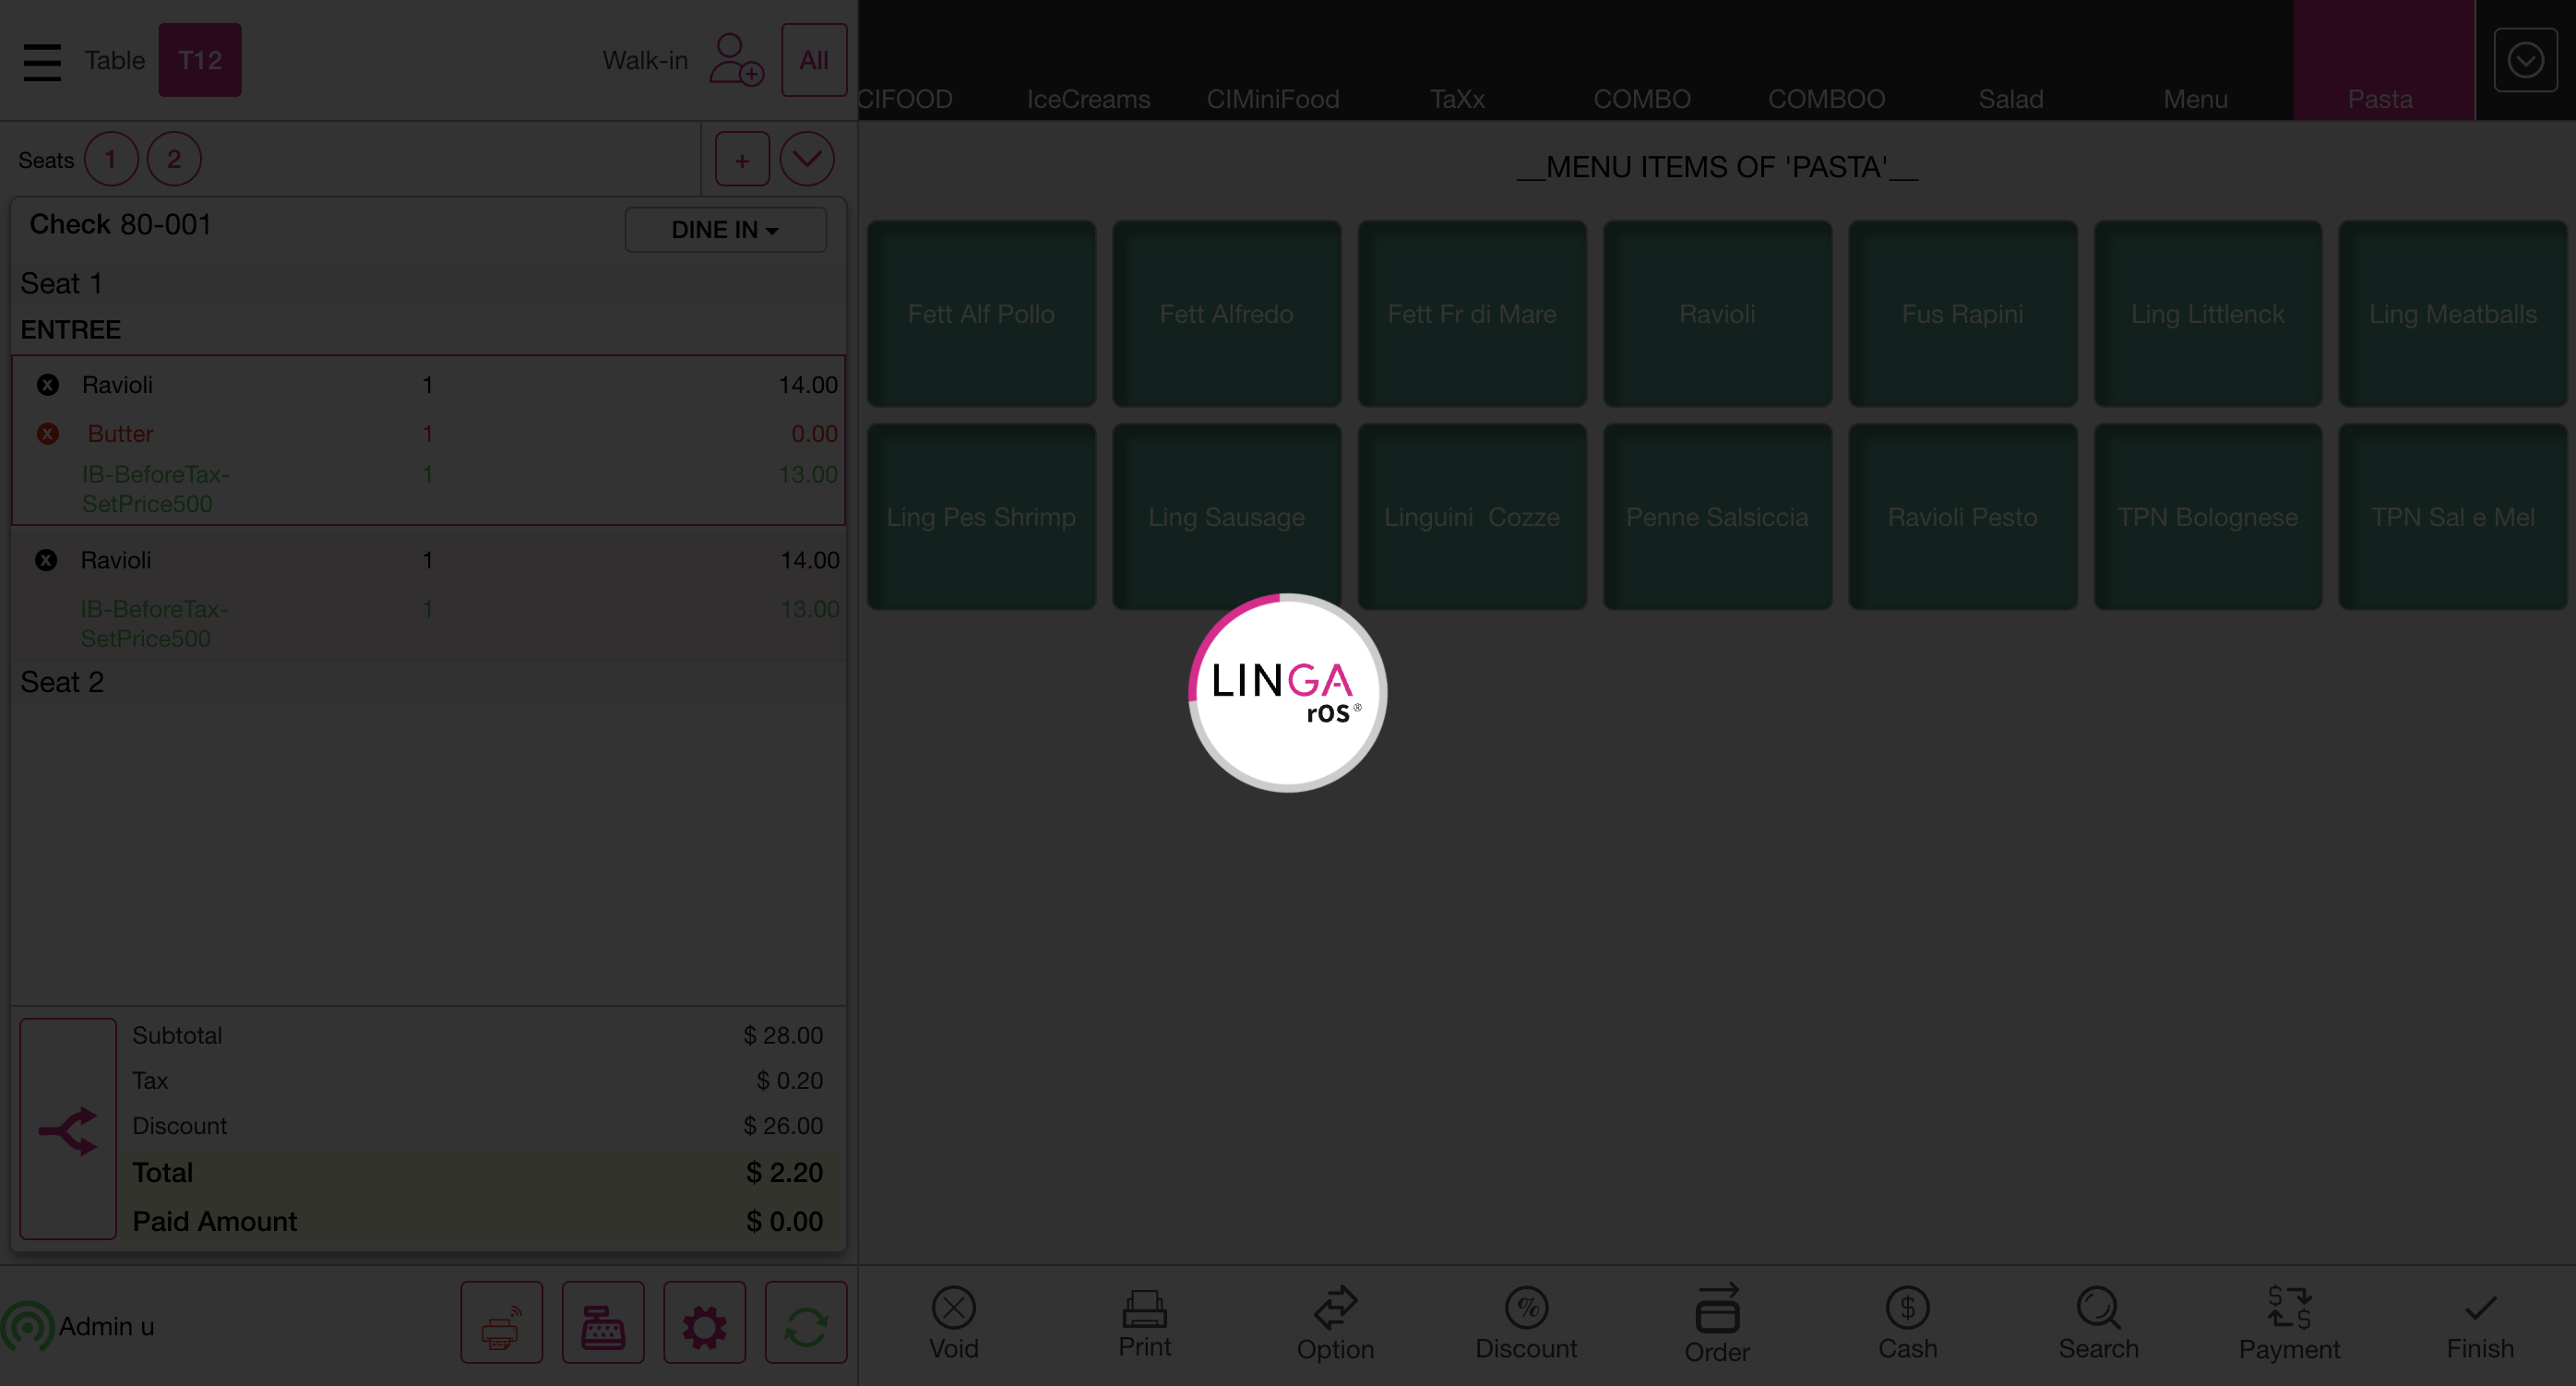 Table T12 Walk-in All
CIFOOD IceCreams CIMiniFood TaXx COMBO COMBOO Salad Menu Pasta
Seats 1 2 +
__MENU ITEMS OF 'PASTA'__
Check 80-001 DINE IN
Seat 1
ENTREE
Ravioli 1 14.00
Butter 1 0.00
IB-BeforeTax- 1 13.00
SetPrice500
Ravioli 1 14.00
IB-BeforeTax- 1 13.00
SetPrice500
Seat 2
Fett Alf Pollo Fett Alfredo Fett Fr di Mare Ravioli Fus Rapini Ling Littlenck Ling Meatballs
Ling Pes Shrimp Ling Sausage Linguini  Cozze Penne Salsiccia Ravioli Pesto TPN Bolognese TPN Sal e Mel
LINGA
rOS®
Subtotal $ 28.00
Tax $ 0.20
Discount $ 26.00
Total $ 2.20
Paid Amount $ 0.00
Admin u
Void Print Option Discount Order Cash Search Payment Finish